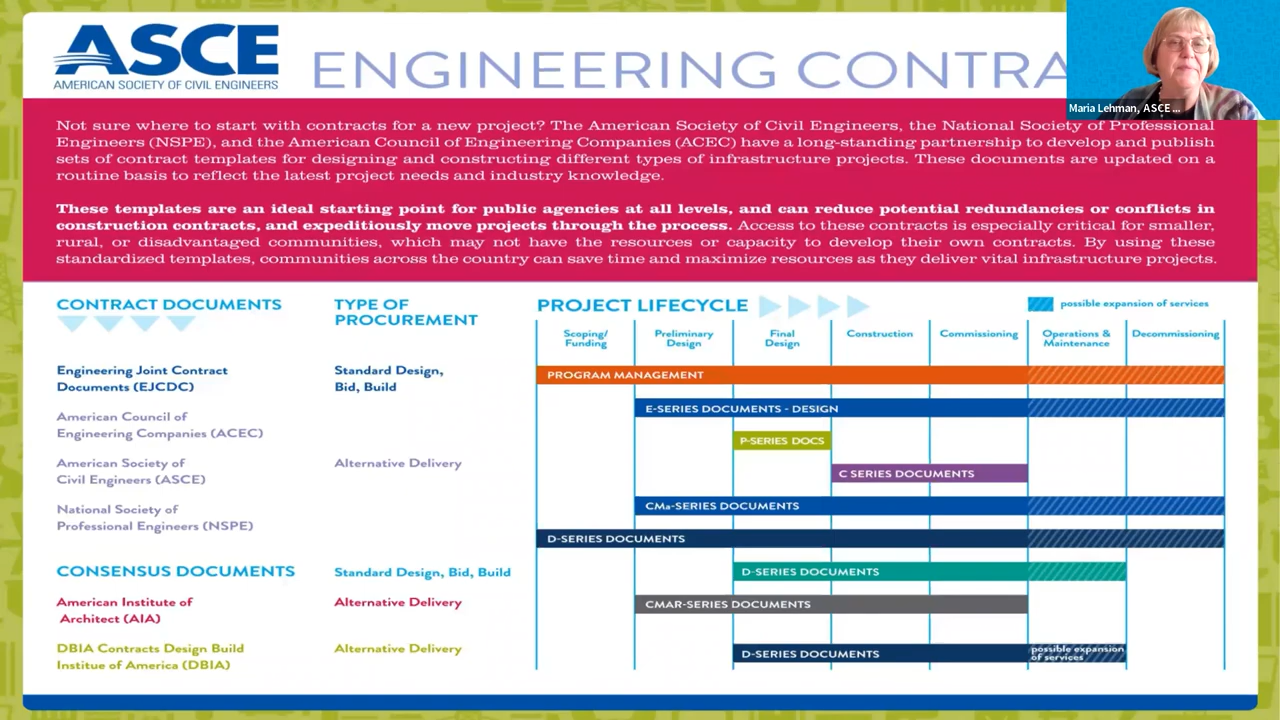 ASCE
AMERICAN SOCIETY OF CIVIL ENGINEERS
ENGINEERING CONTRA
Maria Lehman, ASCE ...
Not sure where to start with contracts for a new project? The American Society of Civil Engineers, the National Society of Professional
Engineers (NSPE), and the American Council of Engineering Companies (ACEC) have a long-standing partnership to develop and publish
sets of contract templates for designing and constructing different types of infrastructure projects. These documents are updated on a
routine basis to reflect the latest project needs and industry knowledge.
These templates are an ideal starting point for public agencies at all levels, and can reduce potential redundancies or conflicts in
construction contracts, and expeditiously move projects through the process. Access to these contracts is especially critical for smaller,
rural, or disadvantaged communities, which may not have the resources or capacity to develop their own contracts. By using these
standardized templates, communities across the country can save time and maximize resources as they deliver vital infrastructure projects.
CONTRACT DOCUMENTS
TYPE OF
PROCUREMENT
PROJECT LIFECYCLE
possible expansion of services
Scoping/
Funding
Preliminary
Design
Final
Design
Construction
Commissioning
Operations &
Maintenance
Decommissioning
Engineering Joint Contract
Documents (EJCDC)
Standard Design,
Bid, Build
PROGRAM MANAGEMENT
American Council of
Engineering Companies (ACEC)
E-SERIES DOCUMENTS - DESIGN
P-SERIES DOCS
American Society of
Civil Engineers (ASCE)
Alternative Delivery
C SERIES DOCUMENTS
National Society of
Professional Engineers (NSPE)
CMa-SERIES DOCUMENTS
D-SERIES DOCUMENTS
CONSENSUS DOCUMENTS
Standard Design, Bid, Build
D-SERIES DOCUMENTS
American Institute of
Architect (AIA)
Alternative Delivery
CMAR-SERIES DOCUMENTS
DBIA Contracts Design Build
Institue of America (DBIA)
Alternative Delivery
D-SERIES DOCUMENTS
possible expansion
of services